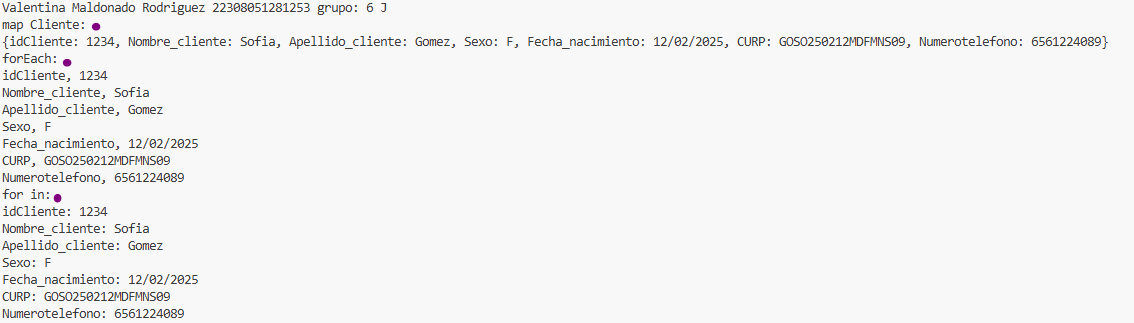 Valentina Maldonado Rodriguez 22308051281253 grupo: 6 J
map Cliente:
{idCliente: 1234, Nombre_cliente: Sofia, Apellido_cliente: Gomez, Sexo: F, Fecha_nacimiento: 12/02/2025, CURP: GOSO250212MDFMNS09, Numerotelefono: 6561224089}
forEach:
idCliente, 1234
Nombre_cliente, Sofia
Apellido_cliente, Gomez
Sexo, F
Fecha_nacimiento, 12/02/2025
CURP, GOSO250212MDFMNS09
Numerotelefono, 6561224089
for in:
idCliente: 1234
Nombre_cliente: Sofia
Apellido_cliente: Gomez
Sexo: F
Fecha_nacimiento: 12/02/2025
CURP: GOSO250212MDFMNS09
Numerotelefono: 6561224089